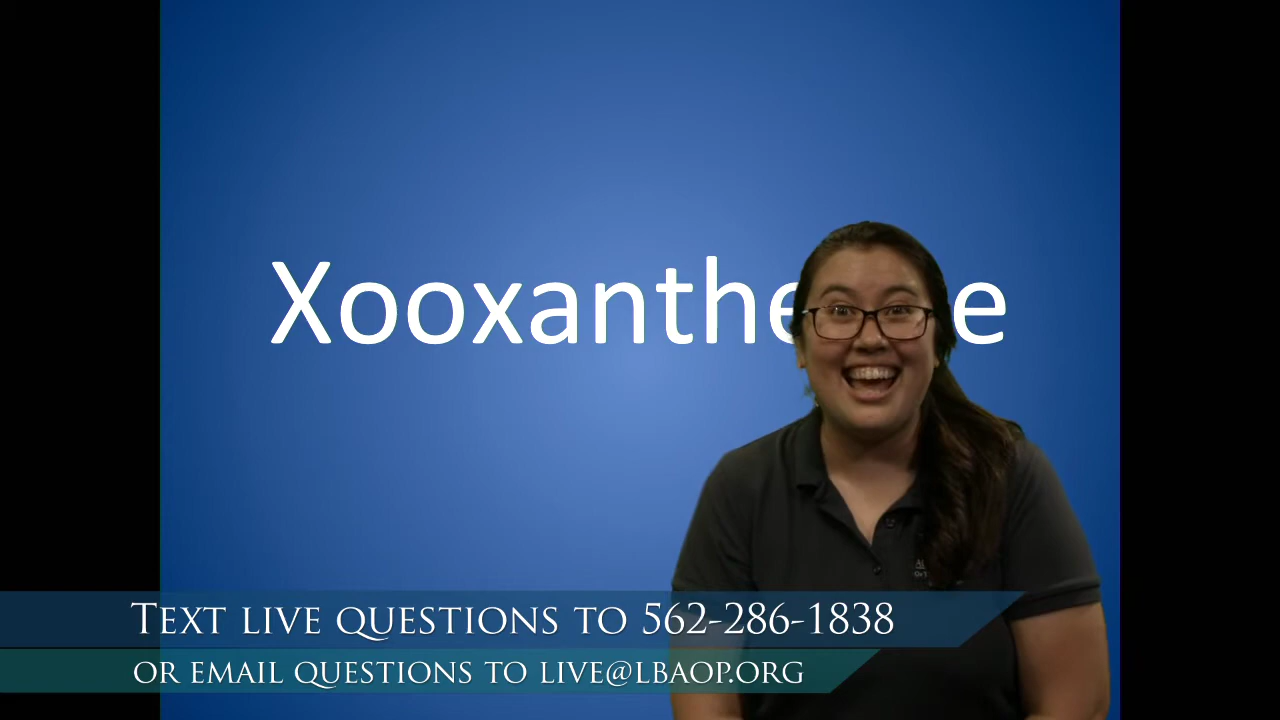 Xooxanthe e
TEXT LIVE QUESTIONS TO 562-286-1838
OR EMAIL QUESTIONS TO LIVE@LBAOP.ORG